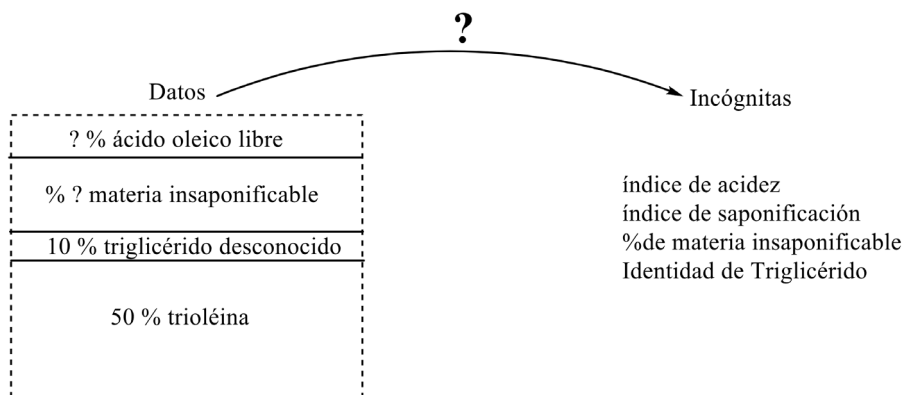 ?
Datos
Incógnitas
? % ácido oleico libre
% ? materia insaponificable
10 % triglicérido desconocido
50 % trioléina
índice de acidez
índice de saponificación
%de materia insaponificable
Identidad de Triglicérido